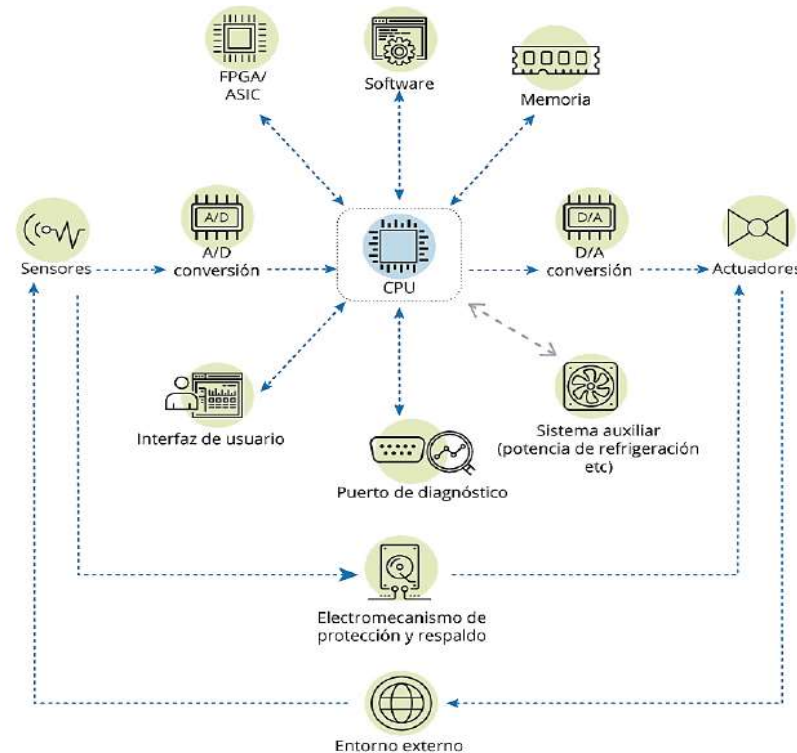 FPGA/
ASIC
Software
Memoria
A/D
D/A
Sensores
A/D
conversión
CPU
D/A
conversión
Actuadores
Interfaz de usuario
Puerto de diagnóstico
Sistema auxiliar
(potencia de refrigeración
etc)
Electromecanismo de
protección y respaldo
Entorno externo